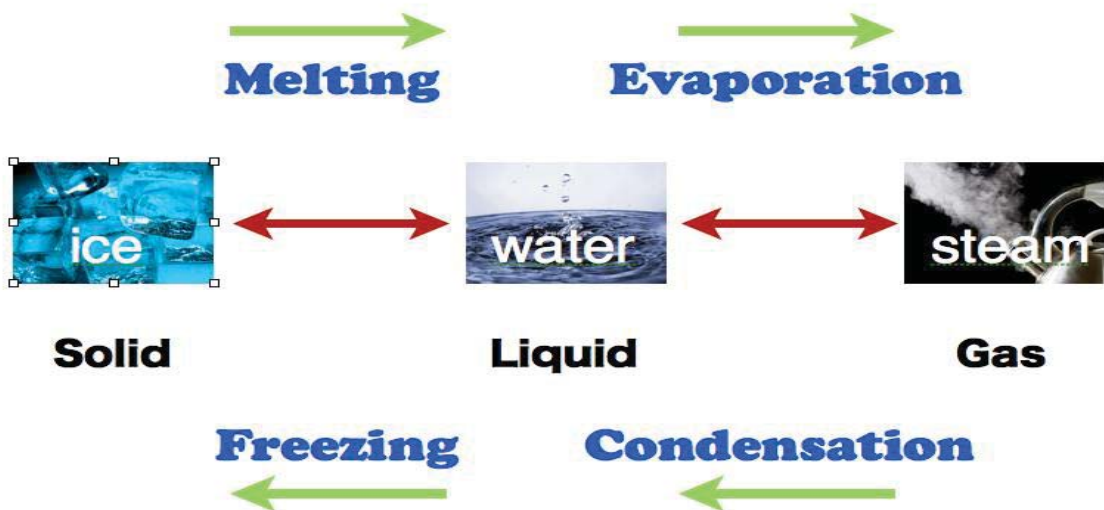 Melting Evaporation
ice water steam
Solid Liquid Gas
Freezing Condensation